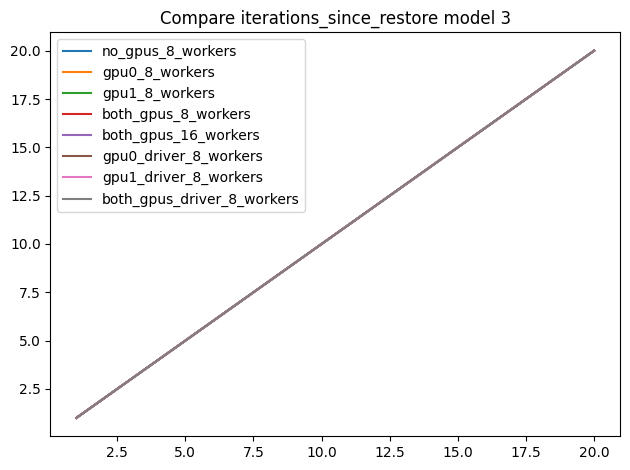 Compare iterations_since_restore model 3
no_gpus_8_workers
gpu0_8_workers
gpu1_8_workers
both_gpus_8_workers
both_gpus_16_workers
gpu0_driver_8_workers
gpu1_driver_8_workers
both_gpus_driver_8_workers
20.0
17.5
15.0
12.5
10.0
7.5
5.0
2.5
2.5 5.0 7.5 10.0 12.5 15.0 17.5 20.0